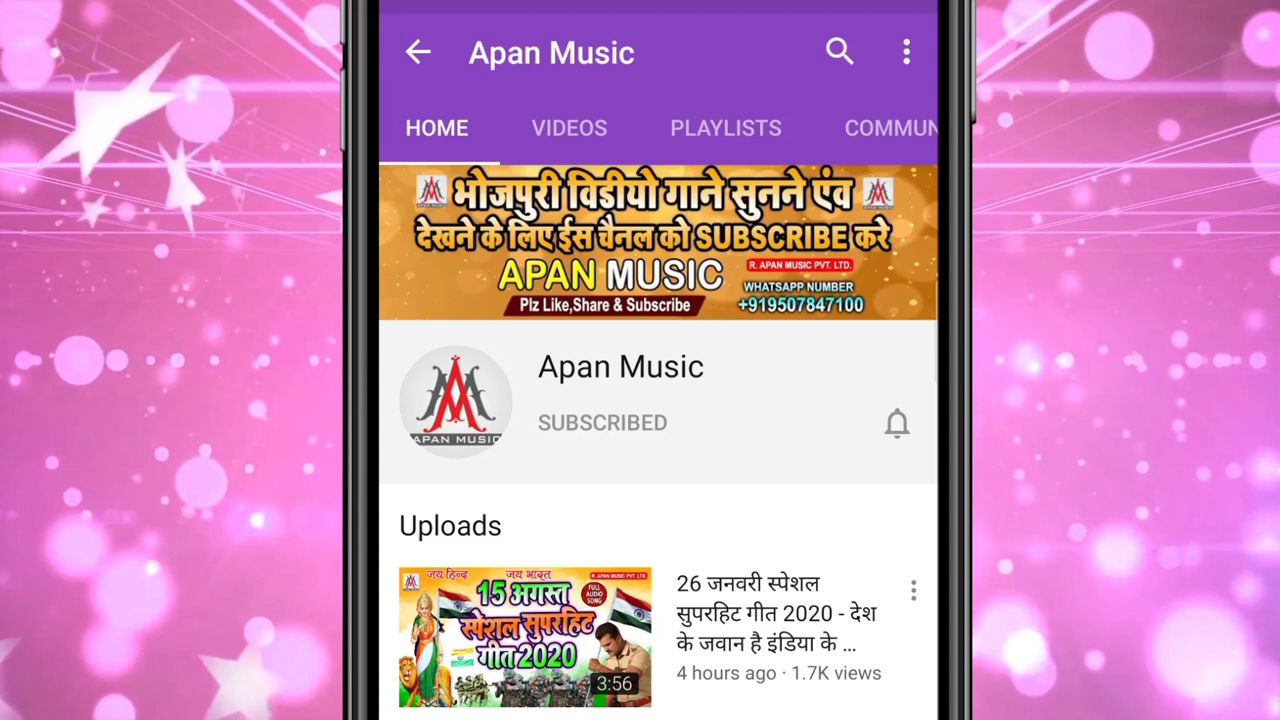 Apan Music
HOME VIDEOS PLAYLISTS COMMUN
भोजपुरी विडीयो गाने सुनने एंव
देखने के लिए ईस चैनल को SUBSCRIBE करे
APAN MUSIC
R. APAN MUSIC PVT. LTD.
WHATSAPP NUMBER
Plz Like,Share & Subscribe
+919507847100
Apan Music
SUBSCRIBED
APAN MUSIC
Uploads
जय हिन्द जय भारत
R. APAN MUSIC PVT. LTD
15 अगस्त
FULL
AUDIO
SONG
स्पेशल सुपरहिट
गीत 2020
3:56
26 जनवरी स्पेशल
सुपरहिट गीत 2020 - देश
के जवान है इंडिया के ...
4 hours ago · 1.7K views